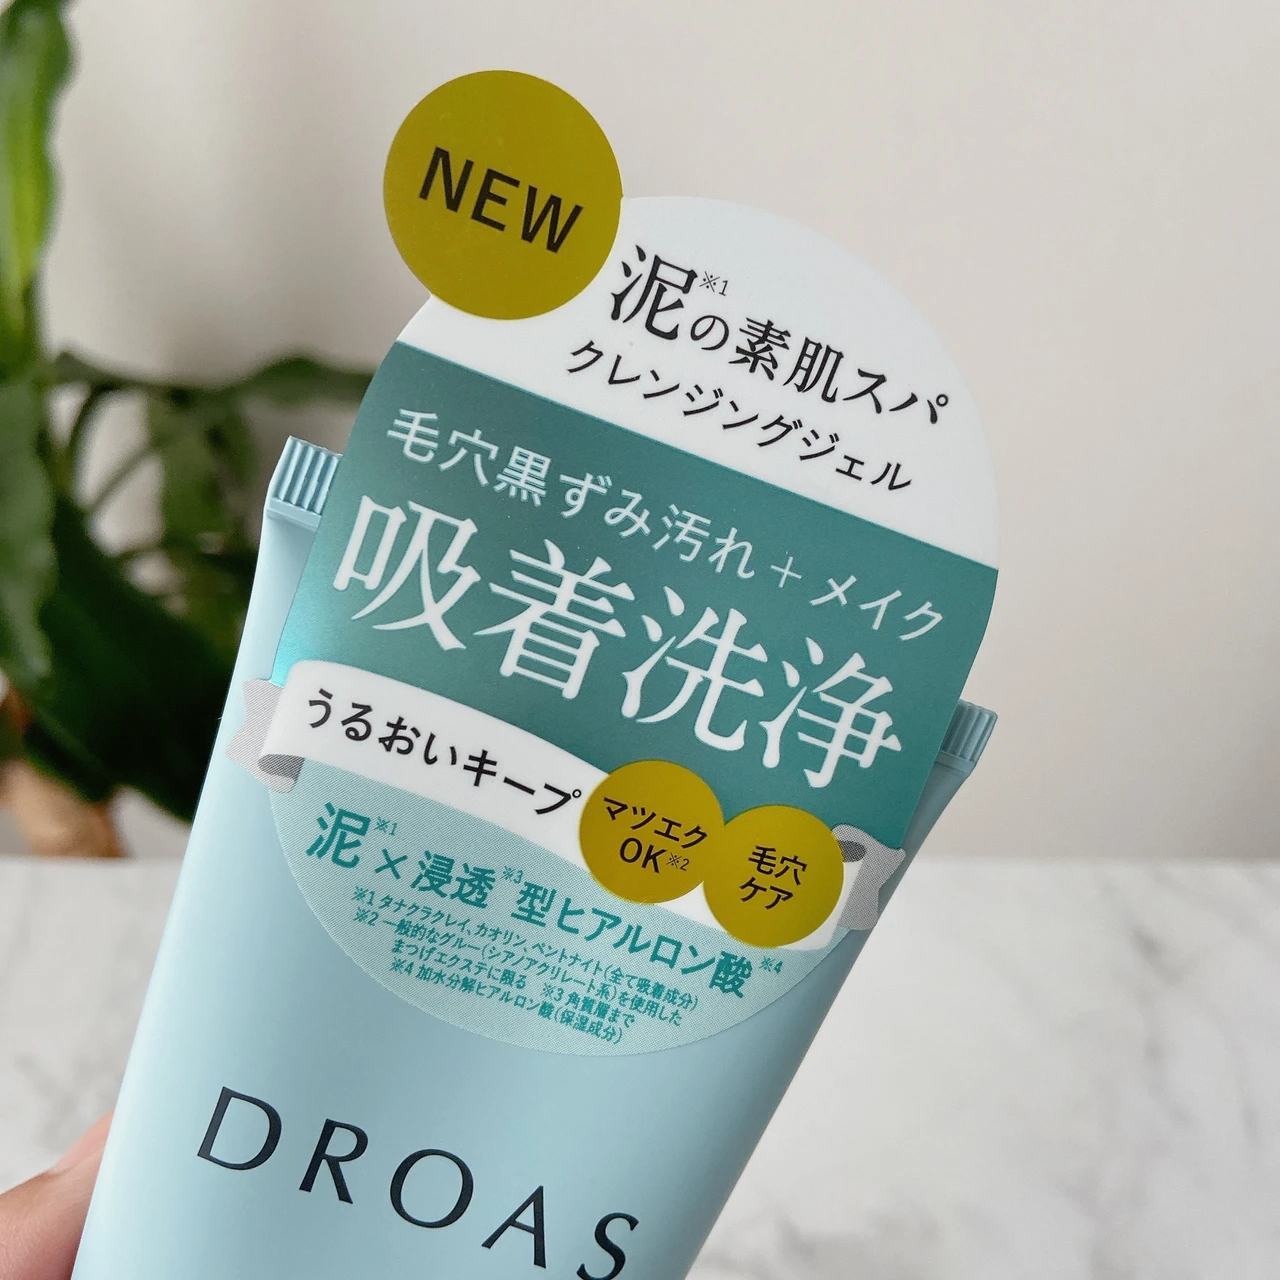 NEW
泥※1の素肌スパ
クレンジングジェル
毛穴黒ずみ汚れ+メイク
吸着洗浄
うるおいキープ
マツエク
OK※2
毛穴
ケア
泥※1×浸透※3型ヒアルロン酸※4
※1 タナクラクレイ、カオリン、ベントナイト(全て吸着成分)
※2 一般的なグルー(シアノアクリレート系)を使用した
まつげエクステに限る ※3 角質層まで
※4 加水分解ヒアルロン酸(保湿成分)
DROAS